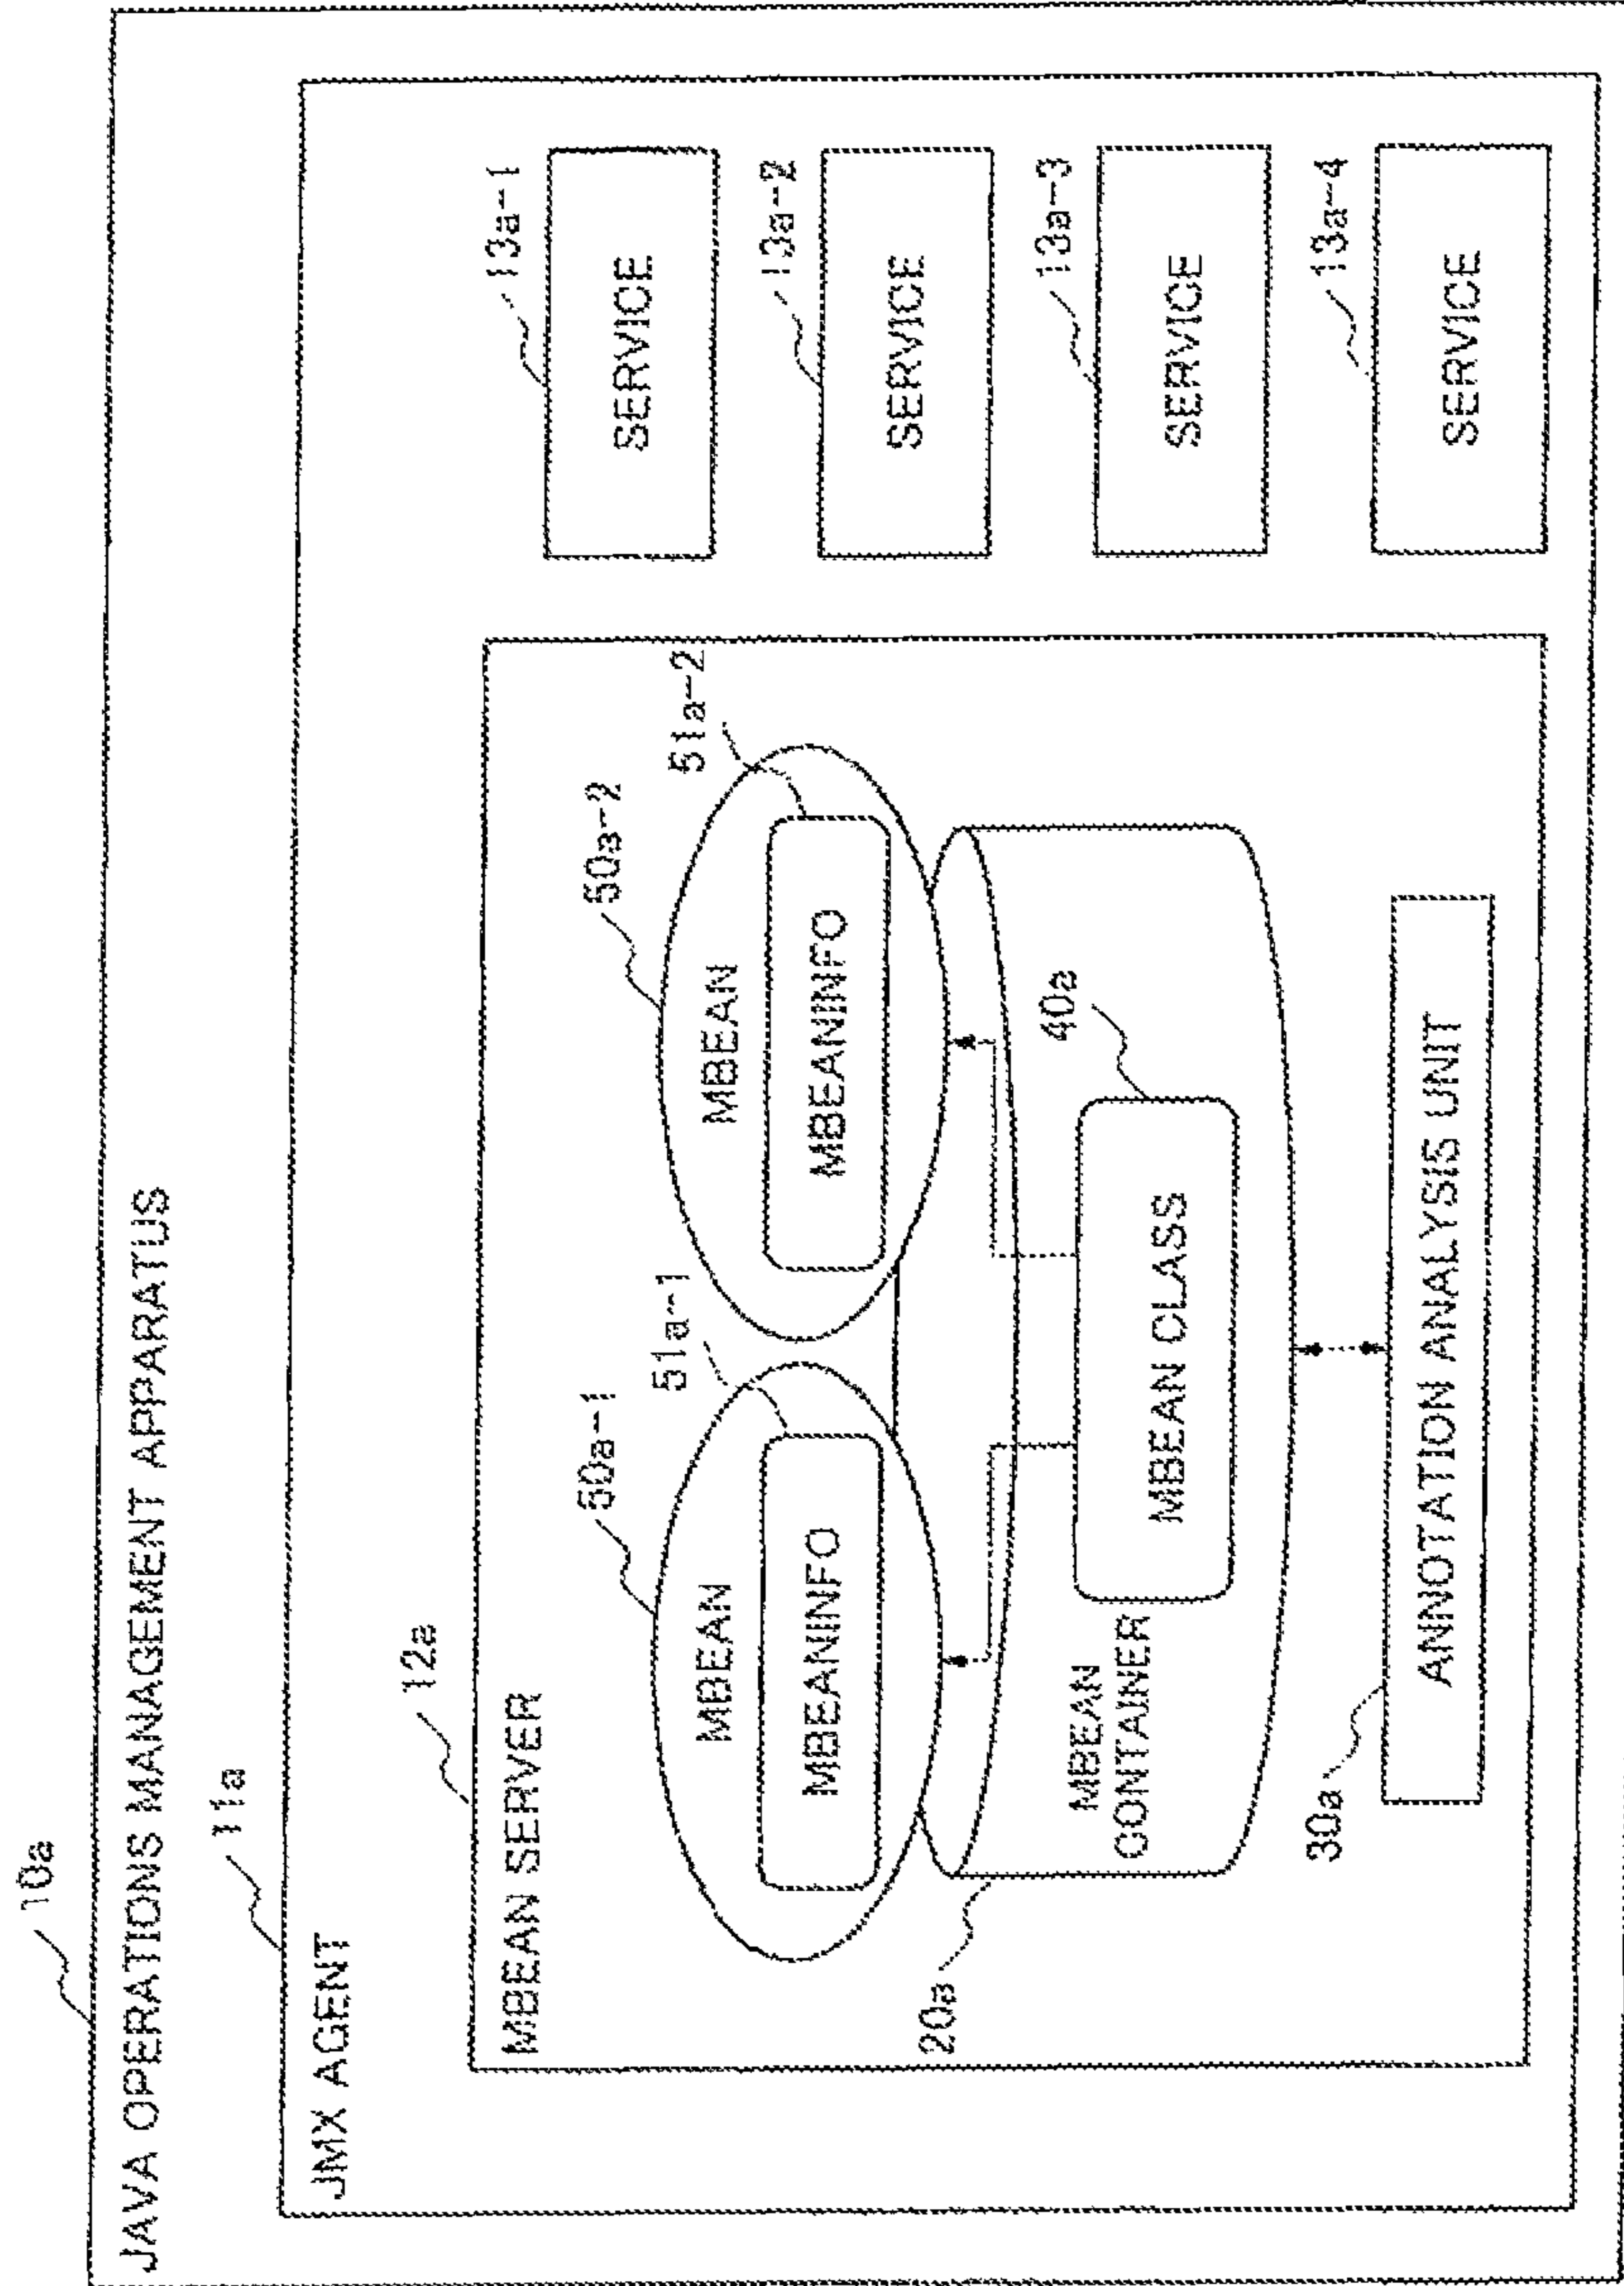 10a
JAVA OPERATIONS MANAGEMENT APPARATUS
11a
JMX AGENT
12a
MBEAN SERVER
50a-1
50a-2
MBEAN
MBEAN
51a-1
51a-2
MBEANINFO
MBEANINFO
20a
MBEAN
CONTAINER
40a
MBEAN CLASS
30a
ANNOTATION ANALYSIS UNIT
13a-1
SERVICE
13a-2
SERVICE
13a-3
SERVICE
13a-4
SERVICE